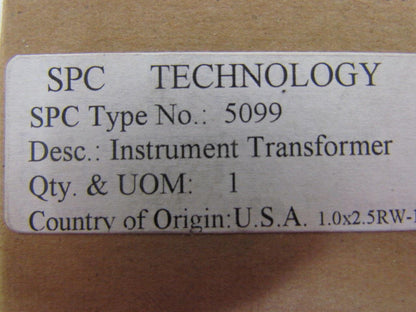 SPC TECHNOLOGY
SPC Type No.: 5099
Desc.: Instrument Transformer
Qty. & UOM: 1
Country of Origin: U.S.A. 1.0x2.5RW-